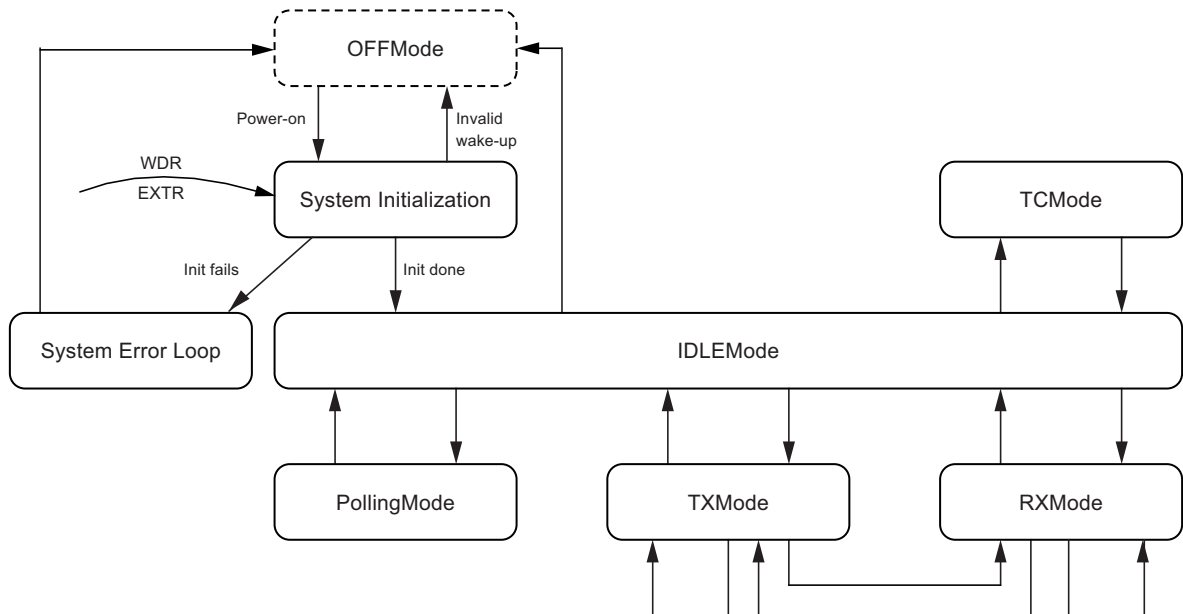 OFFMode
Power-on
Invalid
wake-up
WDR
EXTR
System Initialization
TCMode
Init fails
Init done
System Error Loop
IDLEMode
PollingMode
TXMode
RXMode